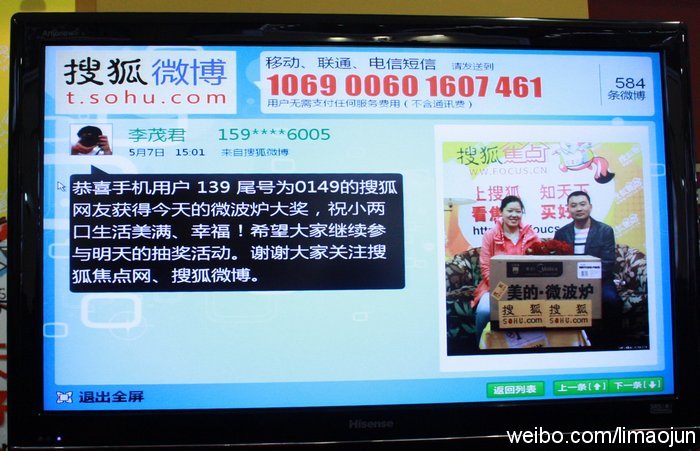 搜狐 微博
t.sohu.com
移动、联通、电信短信 请发送到
1069 0060 1607 461
用户无需支付任何服务费用(不含通讯费)
584
条微博
李茂君 159****6005
5月7日 15:01 来自搜狐微博
恭喜手机用户 139 尾号为0149的搜狐
网友获得今天的微波炉大奖,祝小两
口生活美满、幸福!希望大家继续参
与明天的抽奖活动。谢谢大家关注搜
狐焦点网、搜狐微博。
搜狐焦点
WWW.FOCUS.CN
上搜狐 知天
看焦 买好
http ocus
美的·微波炉
搜狐 搜狐
SOHU.com SOHU.com
退出全屏
返回列表
上一条[↑] 下一条[↓]
Hisense
weibo.com/limaojun